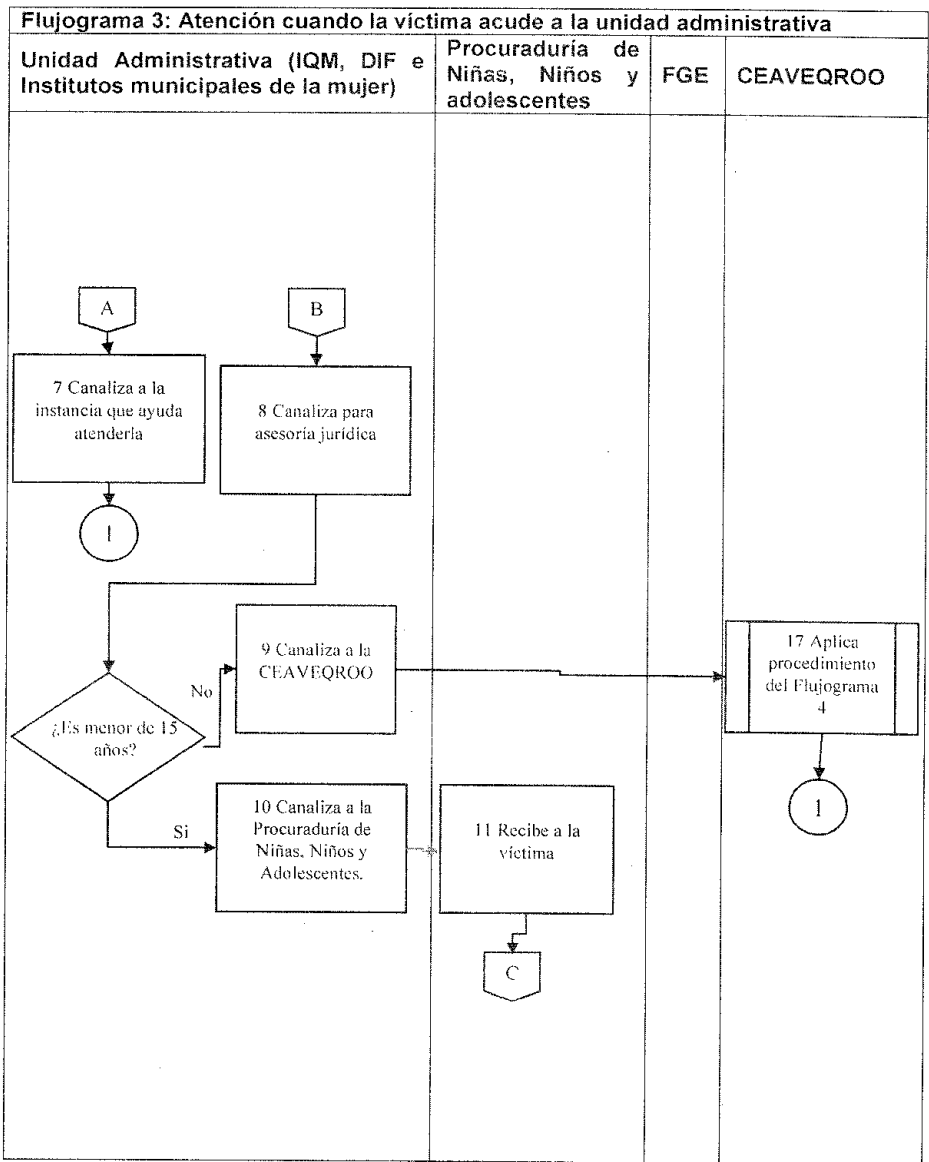 Flujograma 3: Atención cuando la víctima acude a la unidad administrativa
Unidad Administrativa (IQM, DIF e
Institutos municipales de la mujer)
Procuraduría de
Niñas, Niños y
adolescentes
FGE
CEAVEQROO
A
B
7 Canaliza a la
instancia que ayuda
atenderla
8 Canaliza para
asesoría jurídica
1
9 Canaliza a la
CEAVEQROO
17 Aplica
procedimiento
del Flujograma
4
No
¿Es menor de 15
años?
1
10 Canaliza a la
Procuraduría de
Niñas, Niños y
Adolescentes.
Si
11 Recibe a la
víctima
C